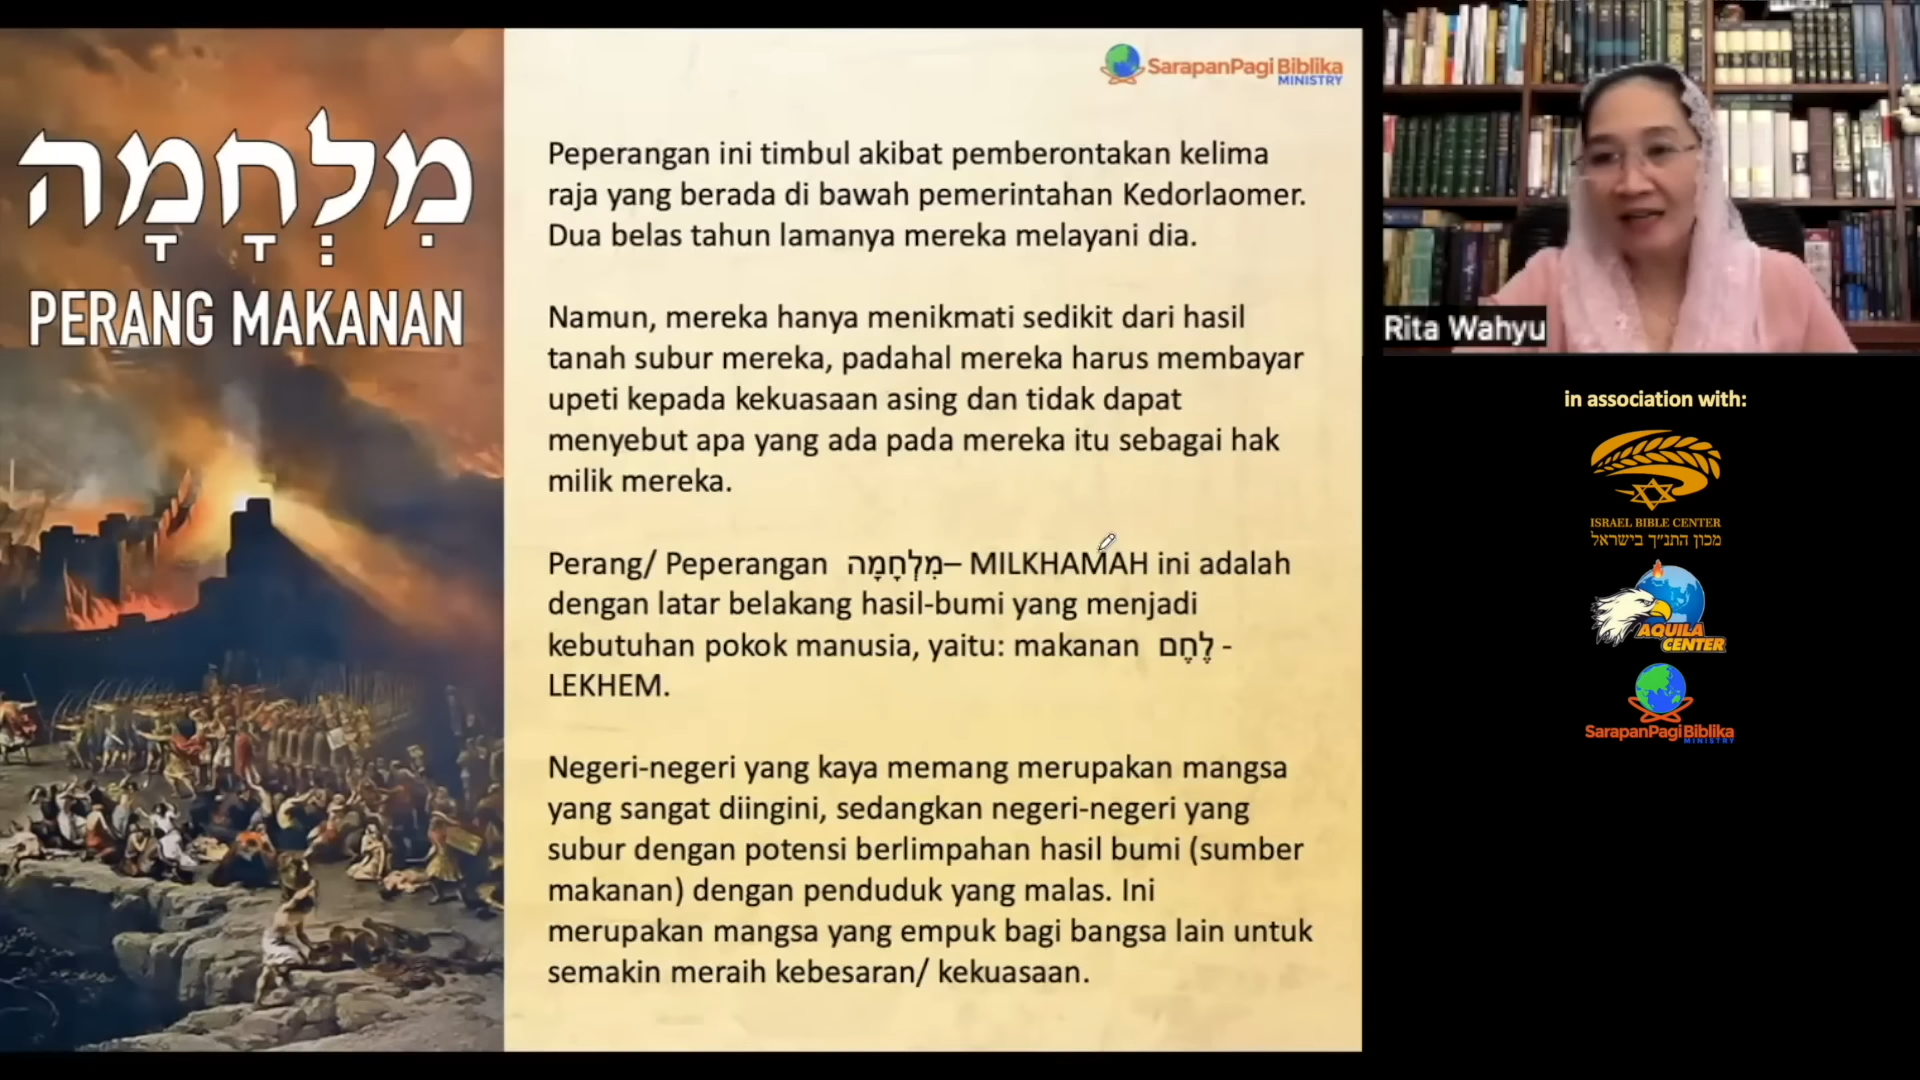 מִלְחָמָה
PERANG MAKANAN
SarapanPagi Biblika
MINISTRY
Peperangan ini timbul akibat pemberontakan kelima
raja yang berada di bawah pemerintahan Kedorlaomer.
Dua belas tahun lamanya mereka melayani dia.
Namun, mereka hanya menikmati sedikit dari hasil
tanah subur mereka, padahal mereka harus membayar
upeti kepada kekuasaan asing dan tidak dapat
menyebut apa yang ada pada mereka itu sebagai hak
milik mereka.
Perang/ Peperangan מִלְחָמָה– MILKHAMAH ini adalah
dengan latar belakang hasil-bumi yang menjadi
kebutuhan pokok manusia, yaitu: makanan לֶחֶם -
LEKHEM.
Negeri-negeri yang kaya memang merupakan mangsa
yang sangat diingini, sedangkan negeri-negeri yang
subur dengan potensi berlimpahan hasil bumi (sumber
makanan) dengan penduduk yang malas. Ini
merupakan mangsa yang empuk bagi bangsa lain untuk
semakin meraih kebesaran/ kekuasaan.
Rita Wahyu
in association with:
ISRAEL BIBLE CENTER
מכון התנ״ך בישראל
AQUILA
CENTER
SarapanPagi Biblika
MINISTRY